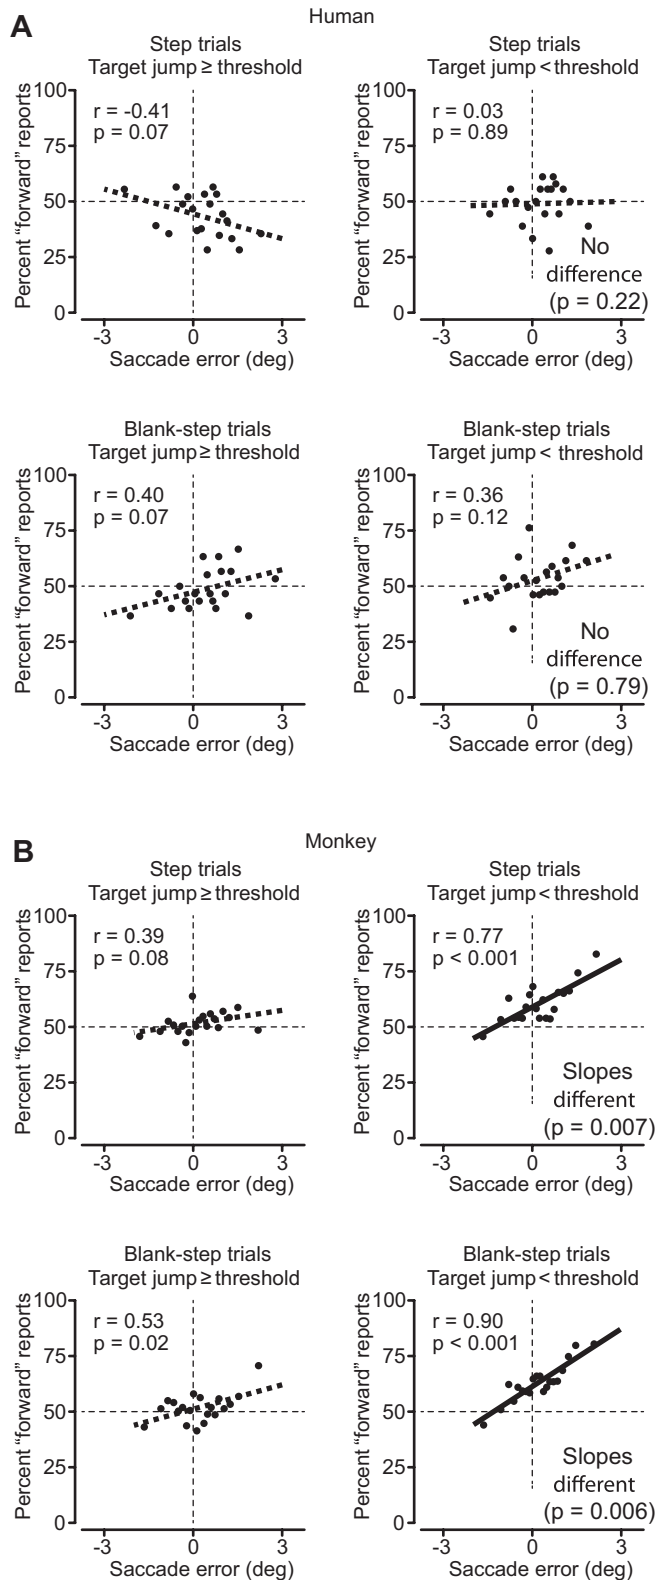 A
Human
Step trials
Target jump ≥ threshold
r = -0.41
p = 0.07
Percent “forward” reports
100
75
50
25
0
-3
0
3
Saccade error (deg)
Step trials
Target jump < threshold
r = 0.03
p = 0.89
Percent “forward” reports
100
75
50
25
0
No
difference
(p = 0.22)
-3
0
3
Saccade error (deg)
Blank-step trials
Target jump ≥ threshold
r = 0.40
p = 0.07
Percent “forward” reports
100
75
50
25
0
-3
0
3
Saccade error (deg)
Blank-step trials
Target jump < threshold
r = 0.36
p = 0.12
Percent “forward” reports
100
75
50
25
0
No
difference
(p = 0.79)
-3
0
3
Saccade error (deg)
B
Monkey
Step trials
Target jump ≥ threshold
r = 0.39
p = 0.08
Percent “forward” reports
100
75
50
25
0
-3
0
3
Saccade error (deg)
Step trials
Target jump < threshold
r = 0.77
p < 0.001
Percent “forward” reports
100
75
50
25
0
Slopes
different
(p = 0.007)
-3
0
3
Saccade error (deg)
Blank-step trials
Target jump ≥ threshold
r = 0.53
p = 0.02
Percent “forward” reports
100
75
50
25
0
-3
0
3
Saccade error (deg)
Blank-step trials
Target jump < threshold
r = 0.90
p < 0.001
Percent “forward” reports
100
75
50
25
0
Slopes
different
(p = 0.006)
-3
0
3
Saccade error (deg)